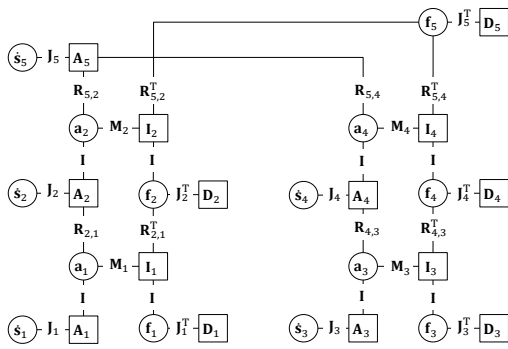 f₅ J₅ᵀ D₅
ṡ₅ J₅ A₅
R₅,₂ R₅,₂ᵀ R₅,₄ R₅,₄ᵀ
a₂ M₂ I₂ a₄ M₄ I₄
I I I I
ṡ₂ J₂ A₂ f₂ J₂ᵀ D₂ ṡ₄ J₄ A₄ f₄ J₄ᵀ D₄
R₂,₁ R₂,₁ᵀ R₄,₃ R₄,₃ᵀ
a₁ M₁ I₁ a₃ M₃ I₃
I I I I
ṡ₁ J₁ A₁ f₁ J₁ᵀ D₁ ṡ₃ J₃ A₃ f₃ J₃ᵀ D₃